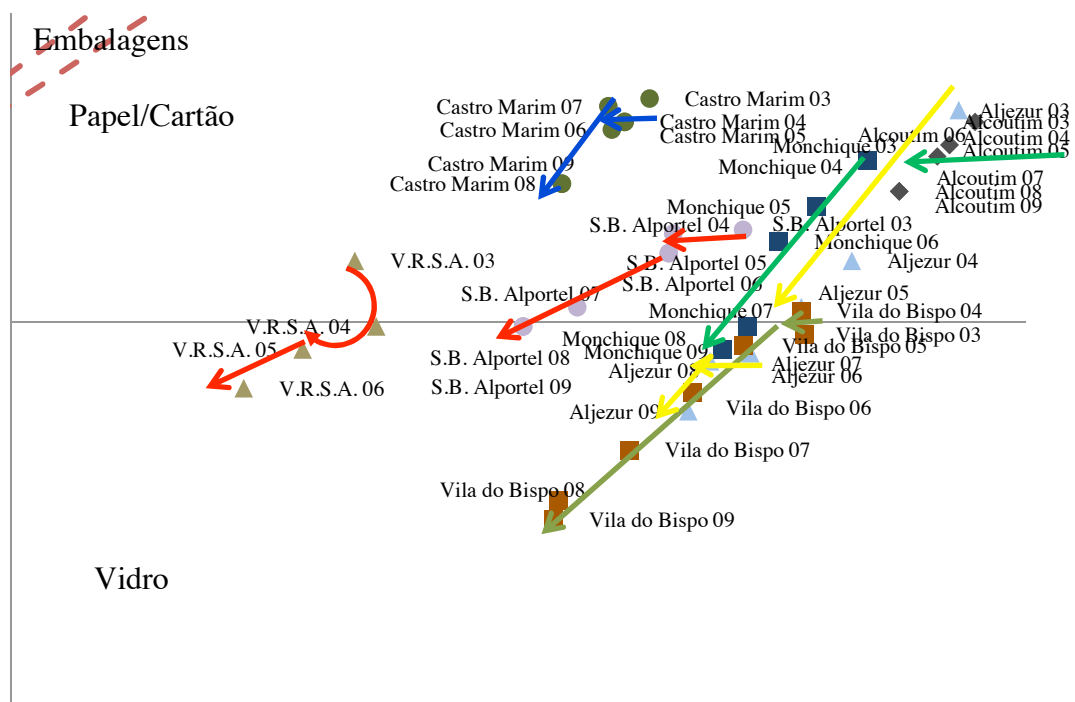 Embalagens
Papel/Cartão
Castro Marim 07
Castro Marim 03
Castro Marim 04
Castro Marim 06
Castro Marim 05
Castro Marim 09
Castro Marim 08
Aljezur 03
Alcoutim 03
Alcoutim 06
Alcoutim 04
Monchique 03
Alcoutim 05
Monchique 04
Alcoutim 07
Alcoutim 08
Alcoutim 09
Monchique 05
S.B. Alportel 04
S.B. Alportel 03
Monchique 06
V.R.S.A. 03
S.B. Alportel 05
Aljezur 04
S.B. Alportel 06
S.B. Alportel 07
Aljezur 05
Monchique 07
Vila do Bispo 04
V.R.S.A. 04
Vila do Bispo 03
Monchique 08
Vila do Bispo 05
V.R.S.A. 05
Monchique 09
S.B. Alportel 08
Aljezur 07
Aljezur 08
Aljezur 06
V.R.S.A. 06
S.B. Alportel 09
Aljezur 09
Vila do Bispo 06
Vila do Bispo 07
Vila do Bispo 08
Vila do Bispo 09
Vidro